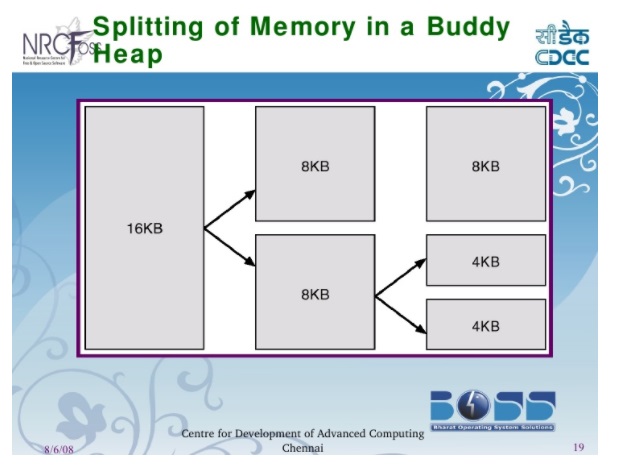 Splitting of Memory in a Buddy
Heap
NRCFOSS
National Resource Centre for
Free & Open Source Software
सी डैक
CDAC
16KB
8KB
8KB
8KB
4KB
4KB
BOSS
Bharat Operating System Solutions
Centre for Development of Advanced Computing
Chennai
8/6/08
19